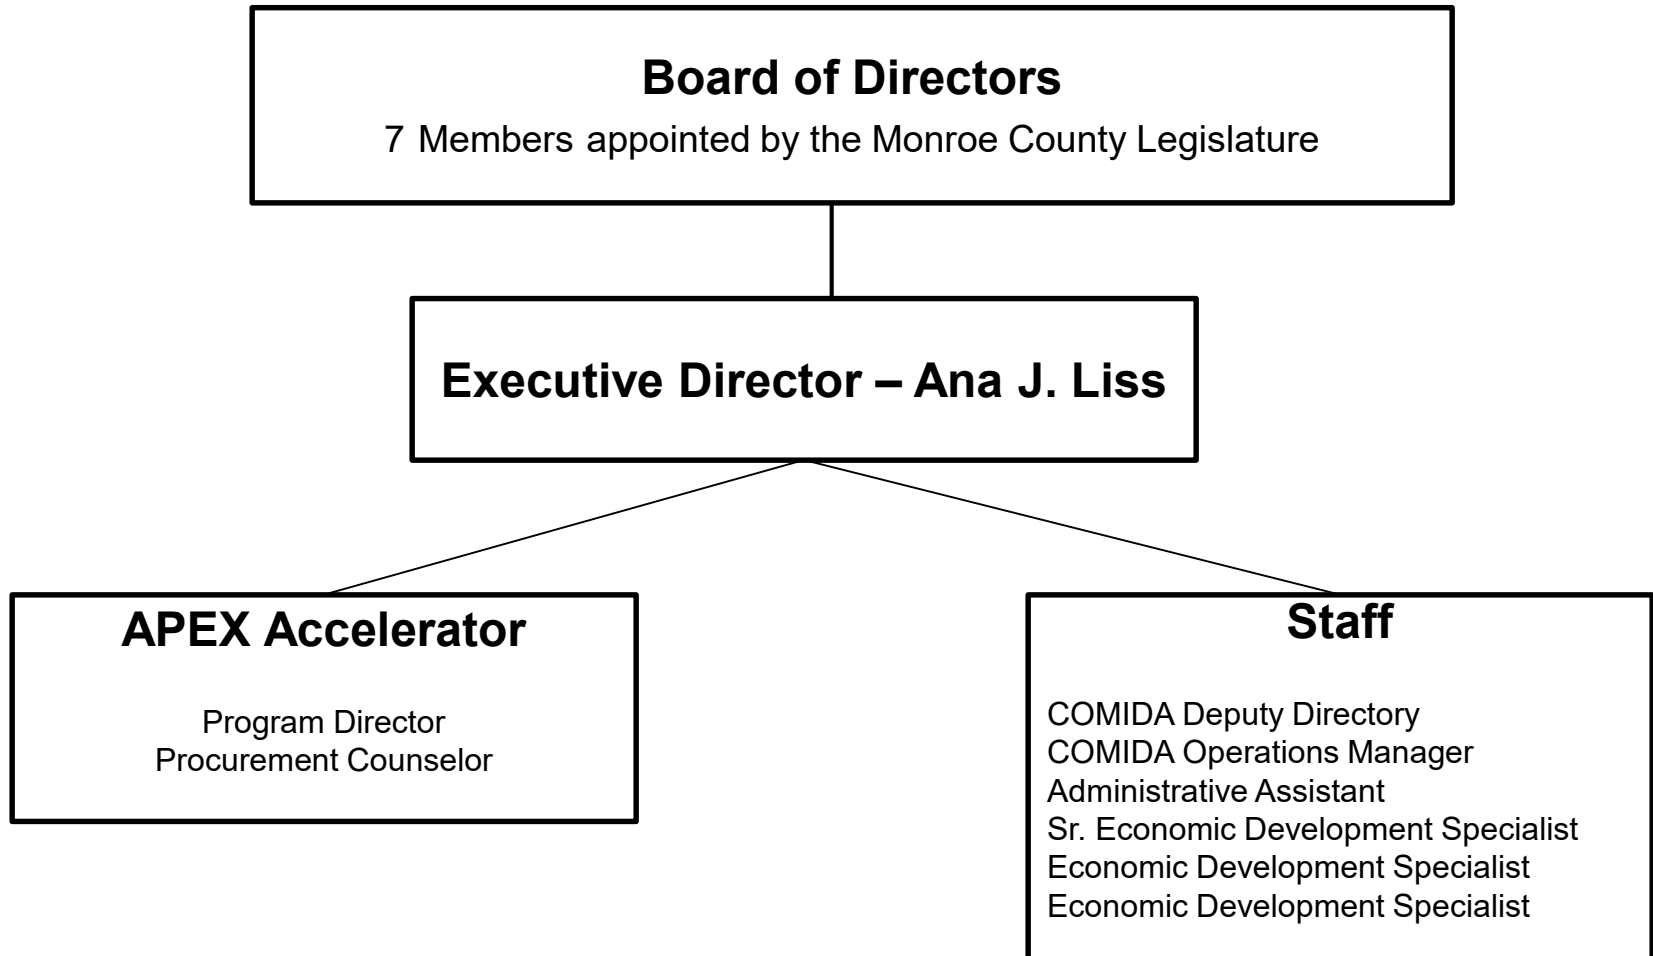 Board of Directors
7 Members appointed by the Monroe County Legislature
Executive Director – Ana J. Liss
APEX Accelerator
Program Director
Procurement Counselor
Staff
COMIDA Deputy Directory
COMIDA Operations Manager
Administrative Assistant
Sr. Economic Development Specialist
Economic Development Specialist
Economic Development Specialist